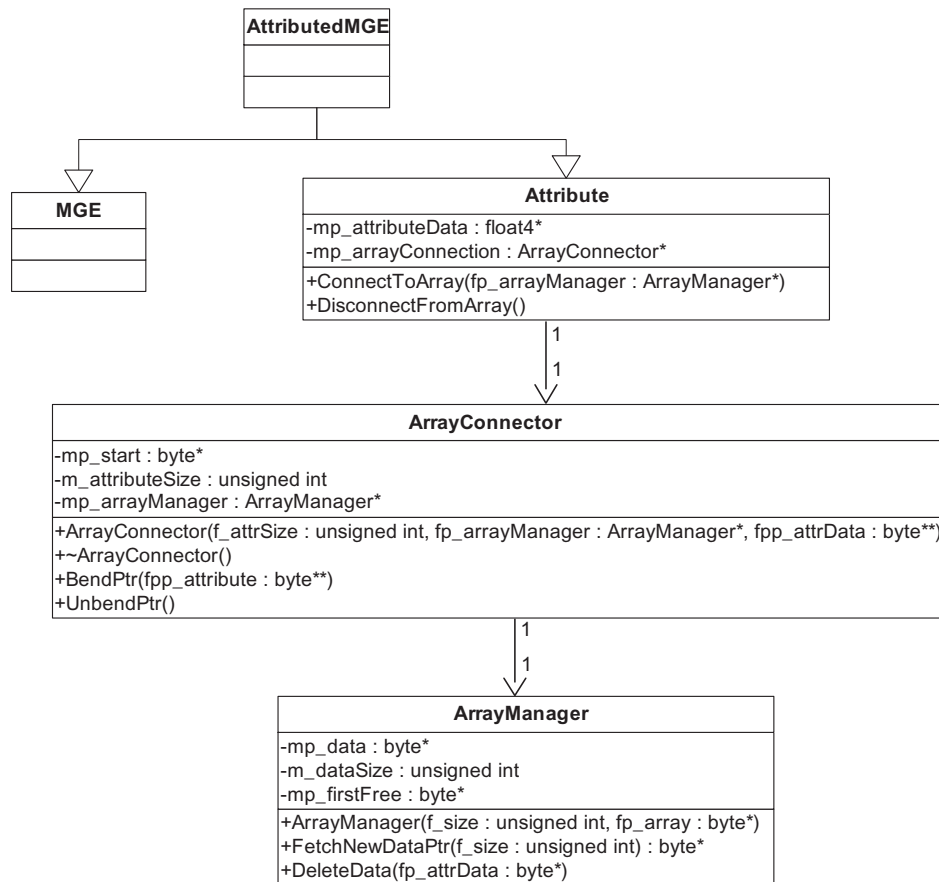 AttributedMGE
MGE
Attribute
-mp_attributeData : float4*
-mp_arrayConnection : ArrayConnector*
+ConnectToArray(fp_arrayManager : ArrayManager*)
+DisconnectFromArray()
1
1
ArrayConnector
-mp_start : byte*
-m_attributeSize : unsigned int
-mp_arrayManager : ArrayManager*
+ArrayConnector(f_attrSize : unsigned int, fp_arrayManager : ArrayManager*, fpp_attrData : byte**)
+~ArrayConnector()
+BendPtr(fpp_attribute : byte**)
+UnbendPtr()
1
1
ArrayManager
-mp_data : byte*
-m_dataSize : unsigned int
-mp_firstFree : byte*
+ArrayManager(f_size : unsigned int, fp_array : byte*)
+FetchNewDataPtr(f_size : unsigned int) : byte*
+DeleteData(fp_attrData : byte*)